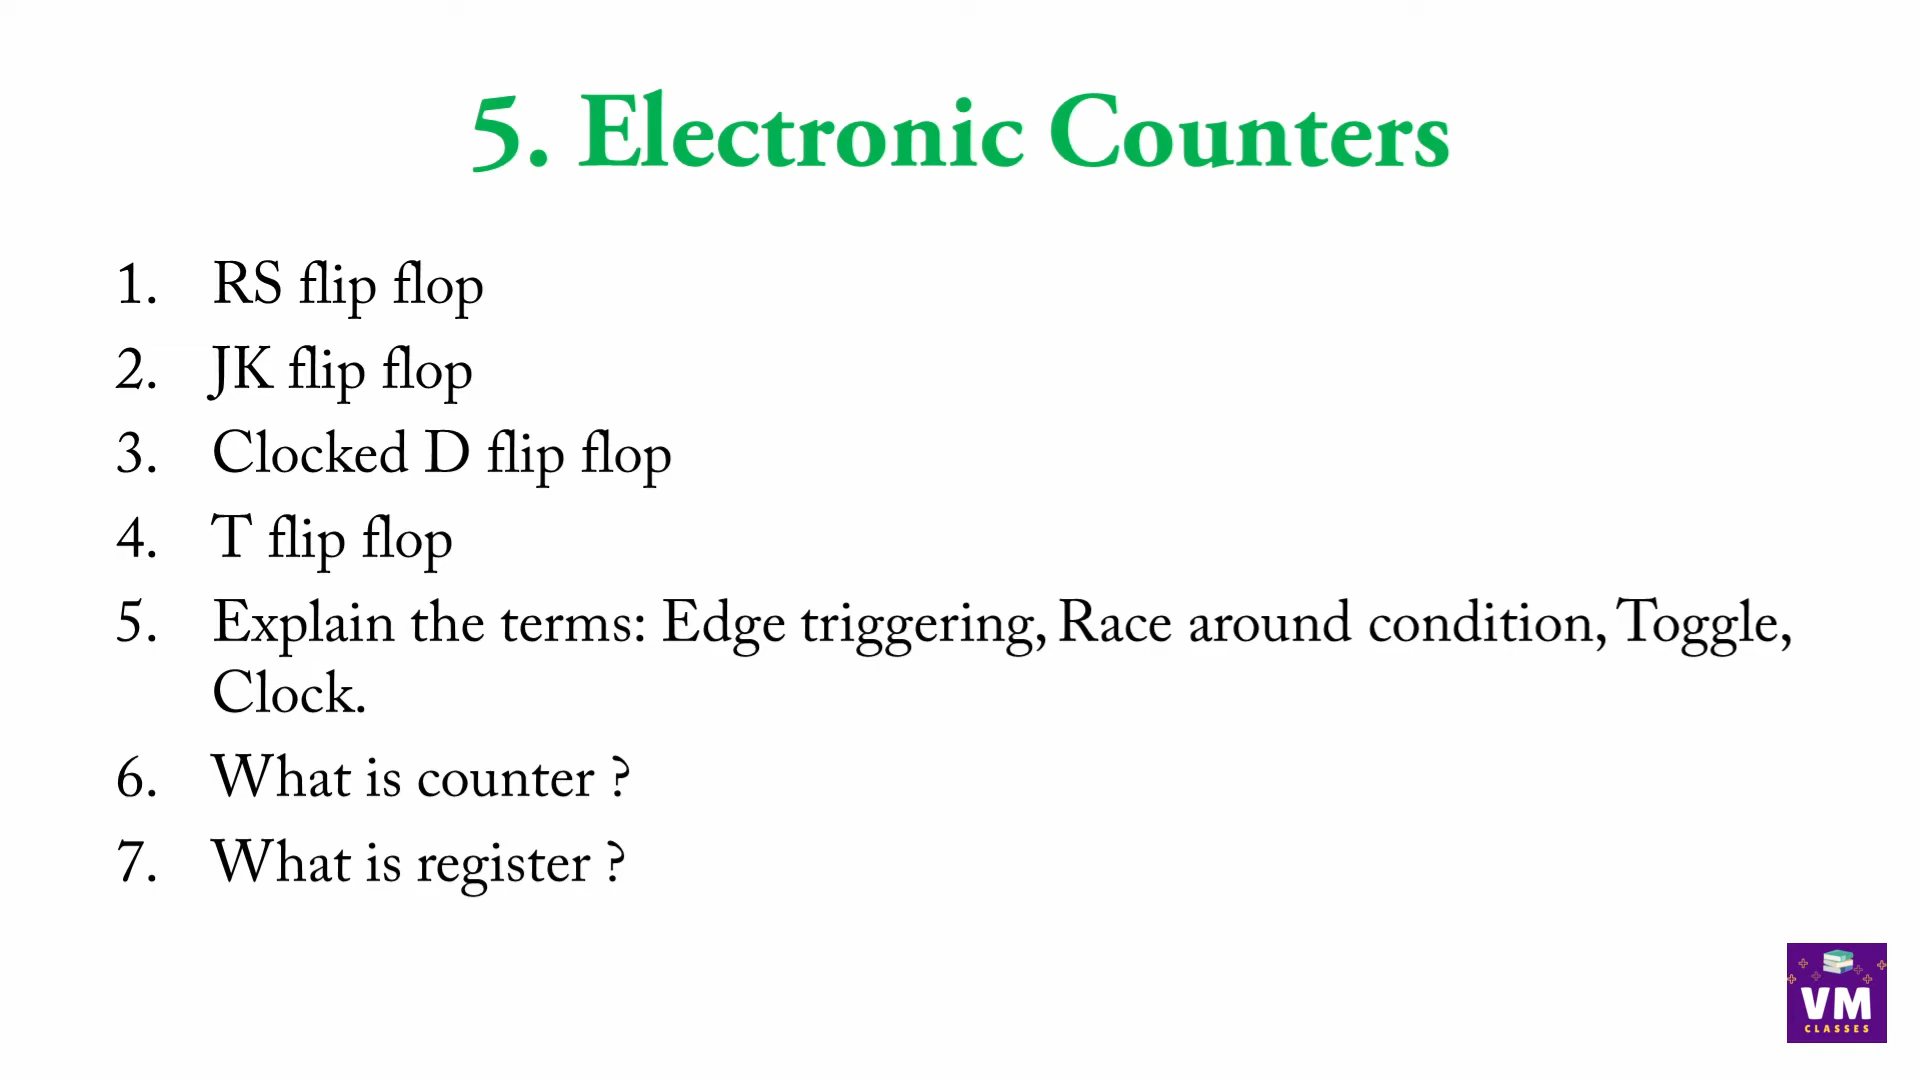 5. Electronic Counters
1. RS flip flop
2. JK flip flop
3. Clocked D flip flop
4. T flip flop
5. Explain the terms: Edge triggering, Race around condition, Toggle,
Clock.
6. What is counter ?
7. What is register ?
VM
CLASSES